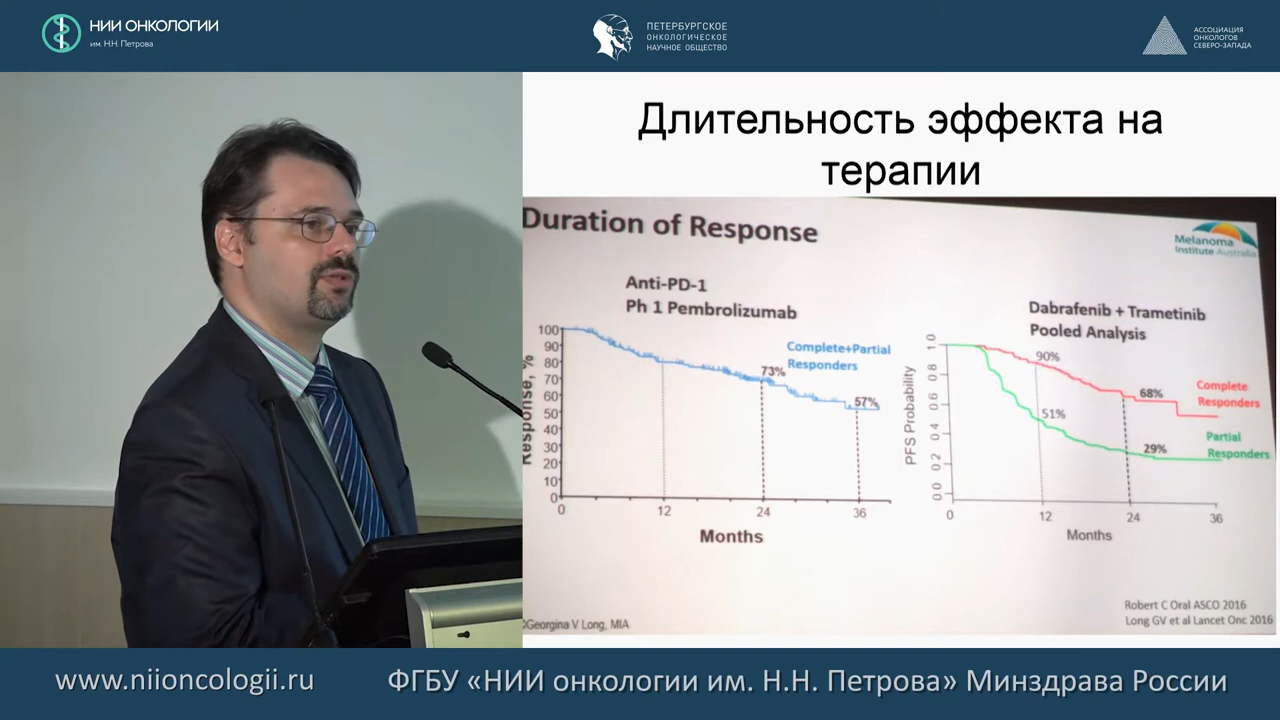 НИИ ОНКОЛОГИИ
им. Н.Н. Петрова
ПЕТЕРБУРГСКОЕ
ОНКОЛОГИЧЕСКОЕ
НАУЧНОЕ ОБЩЕСТВО
АССОЦИАЦИЯ
ОНКОЛОГОВ
СЕВЕРО-ЗАПАДА
Длительность эффекта на
терапии
Duration of Response
Melanoma
Institute Australia
Anti-PD-1
Ph 1 Pembrolizumab
Response, %
100
90
80
70
60
50
40
30
20
10
0
Complete+Partial
Responders
73%
57%
0 12 24 36
Months
Dabrafenib + Trametinib
Pooled Analysis
PFS Probability
1.0
0.8
0.6
0.4
0.2
0.0
90%
68%
Complete
Responders
51%
29%
Partial
Responders
0 12 24 36
Months
Robert C Oral ASCO 2016
Long GV et al Lancet Onc 2016
©Georgina V Long, MIA
www.niioncologii.ru
ФГБУ «НИИ онкологии им. Н.Н. Петрова» Минздрава России